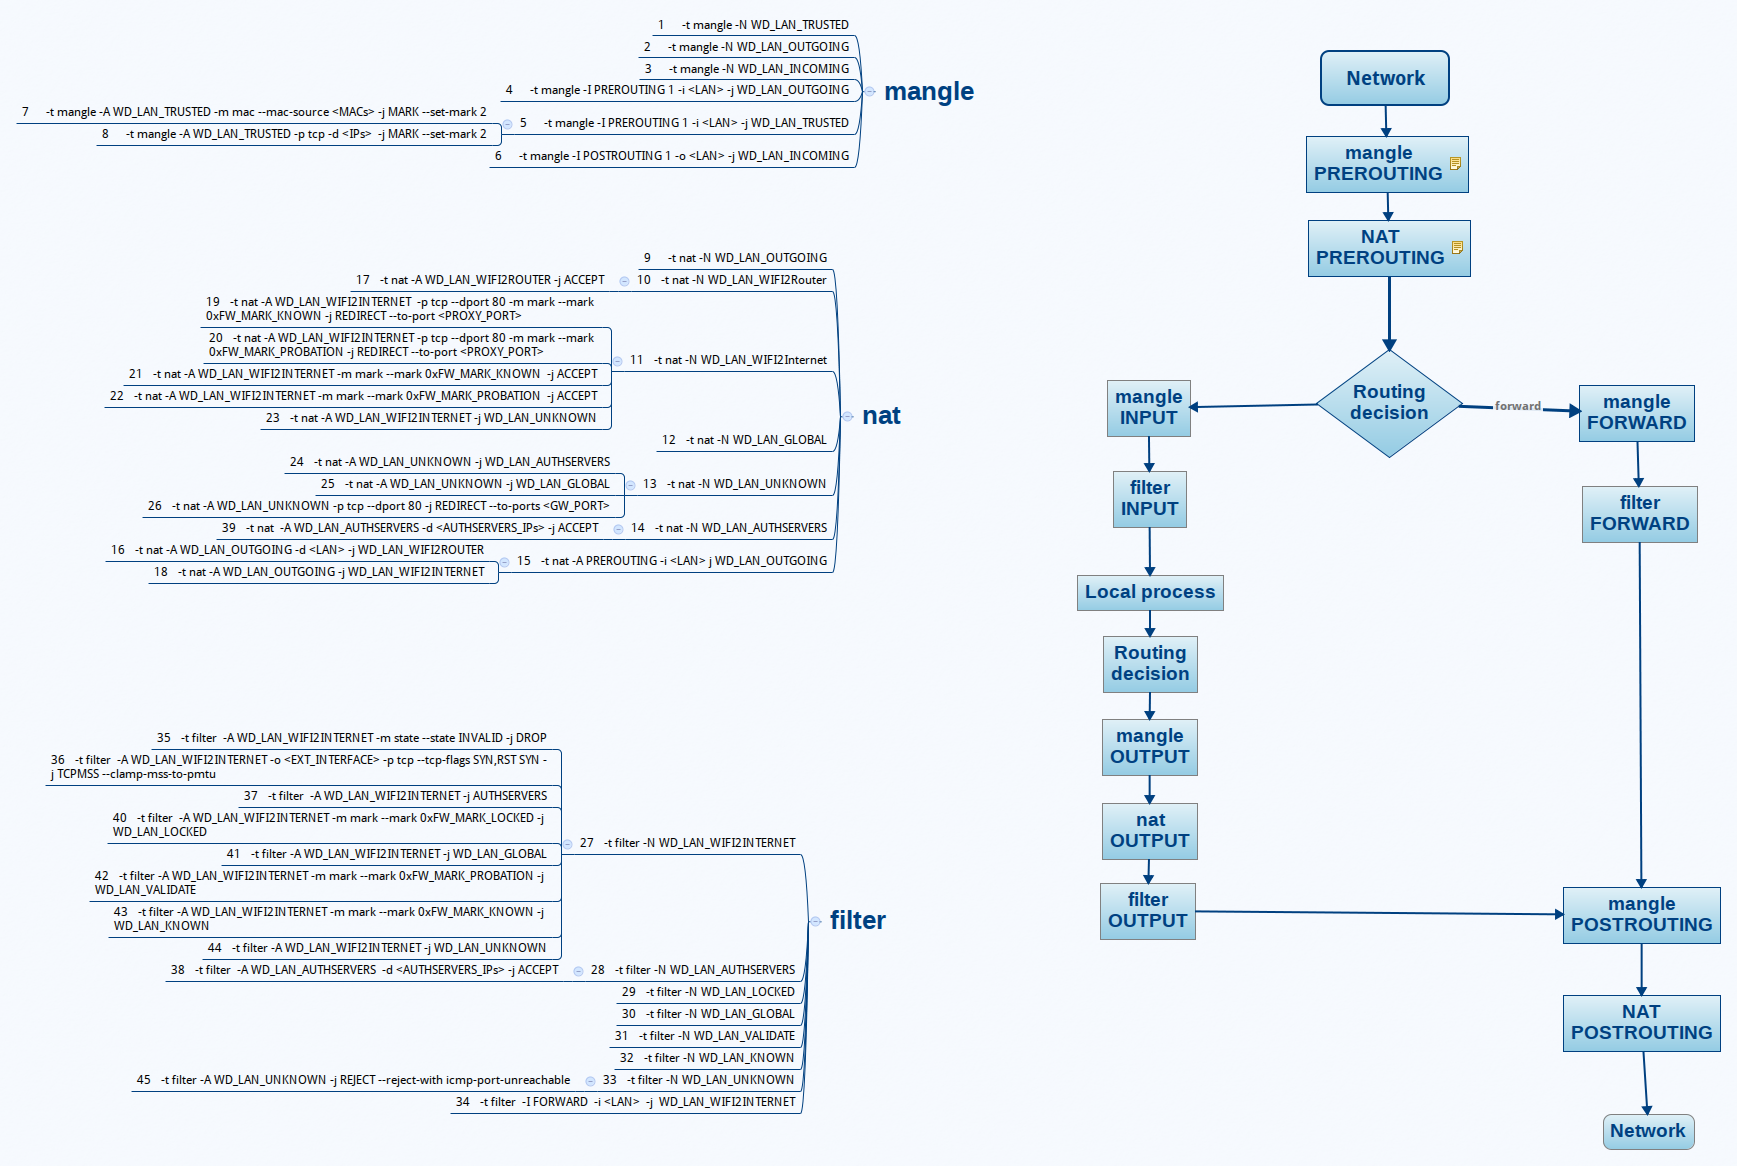 1 -t mangle -N WD_LAN_TRUSTED
2 -t mangle -N WD_LAN_OUTGOING
3 -t mangle -N WD_LAN_INCOMING
4 -t mangle -I PREROUTING 1 -i <LAN> -j WD_LAN_OUTGOING
mangle
7 -t mangle -A WD_LAN_TRUSTED -m mac --mac-source <MACs> -j MARK --set-mark 2
5 -t mangle -I PREROUTING 1 -i <LAN> -j WD_LAN_TRUSTED
8 -t mangle -A WD_LAN_TRUSTED -p tcp -d <IPs> -j MARK --set-mark 2
6 -t mangle -I POSTROUTING 1 -o <LAN> -j WD_LAN_INCOMING
9 -t nat -N WD_LAN_OUTGOING
17 -t nat -A WD_LAN_WIFI2ROUTER -j ACCEPT
10 -t nat -N WD_LAN_WIFI2Router
19 -t nat -A WD_LAN_WIFI2INTERNET -p tcp --dport 80 -m mark --mark
0xFW_MARK_KNOWN -j REDIRECT --to-port <PROXY_PORT>
20 -t nat -A WD_LAN_WIFI2INTERNET -p tcp --dport 80 -m mark --mark
0xFW_MARK_PROBATION -j REDIRECT --to-port <PROXY_PORT>
11 -t nat -N WD_LAN_WIFI2Internet
21 -t nat -A WD_LAN_WIFI2INTERNET -m mark --mark 0xFW_MARK_KNOWN -j ACCEPT
22 -t nat -A WD_LAN_WIFI2INTERNET -m mark --mark 0xFW_MARK_PROBATION -j ACCEPT
23 -t nat -A WD_LAN_WIFI2INTERNET -j WD_LAN_UNKNOWN
nat
12 -t nat -N WD_LAN_GLOBAL
24 -t nat -A WD_LAN_UNKNOWN -j WD_LAN_AUTHSERVERS
25 -t nat -A WD_LAN_UNKNOWN -j WD_LAN_GLOBAL
13 -t nat -N WD_LAN_UNKNOWN
26 -t nat -A WD_LAN_UNKNOWN -p tcp --dport 80 -j REDIRECT --to-ports <GW_PORT>
39 -t nat -A WD_LAN_AUTHSERVERS -d <AUTHSERVERS_IPs> -j ACCEPT
14 -t nat -N WD_LAN_AUTHSERVERS
16 -t nat -A WD_LAN_OUTGOING -d <LAN> -j WD_LAN_WIFI2ROUTER
15 -t nat -A PREROUTING -i <LAN> j WD_LAN_OUTGOING
18 -t nat -A WD_LAN_OUTGOING -j WD_LAN_WIFI2INTERNET
35 -t filter -A WD_LAN_WIFI2INTERNET -m state --state INVALID -j DROP
36 -t filter -A WD_LAN_WIFI2INTERNET -o <EXT_INTERFACE> -p tcp --tcp-flags SYN,RST SYN -
j TCPMSS --clamp-mss-to-pmtu
37 -t filter -A WD_LAN_WIFI2INTERNET -j AUTHSERVERS
40 -t filter -A WD_LAN_WIFI2INTERNET -m mark --mark 0xFW_MARK_LOCKED -j
WD_LAN_LOCKED
27 -t filter -N WD_LAN_WIFI2INTERNET
41 -t filter -A WD_LAN_WIFI2INTERNET -j WD_LAN_GLOBAL
42 -t filter -A WD_LAN_WIFI2INTERNET -m mark --mark 0xFW_MARK_PROBATION -j
WD_LAN_VALIDATE
43 -t filter -A WD_LAN_WIFI2INTERNET -m mark --mark 0xFW_MARK_KNOWN -j
WD_LAN_KNOWN
filter
44 -t filter -A WD_LAN_WIFI2INTERNET -j WD_LAN_UNKNOWN
38 -t filter -A WD_LAN_AUTHSERVERS -d <AUTHSERVERS_IPs> -j ACCEPT
28 -t filter -N WD_LAN_AUTHSERVERS
29 -t filter -N WD_LAN_LOCKED
30 -t filter -N WD_LAN_GLOBAL
31 -t filter -N WD_LAN_VALIDATE
32 -t filter -N WD_LAN_KNOWN
45 -t filter -A WD_LAN_UNKNOWN -j REJECT --reject-with icmp-port-unreachable
33 -t filter -N WD_LAN_UNKNOWN
34 -t filter -I FORWARD -i <LAN> -j WD_LAN_WIFI2INTERNET
Network
mangle
PREROUTING
NAT
PREROUTING
Routing
decision
forward
mangle
INPUT
filter
INPUT
Local process
Routing
decision
mangle
OUTPUT
nat
OUTPUT
filter
OUTPUT
mangle
FORWARD
filter
FORWARD
mangle
POSTROUTING
NAT
POSTROUTING
Network